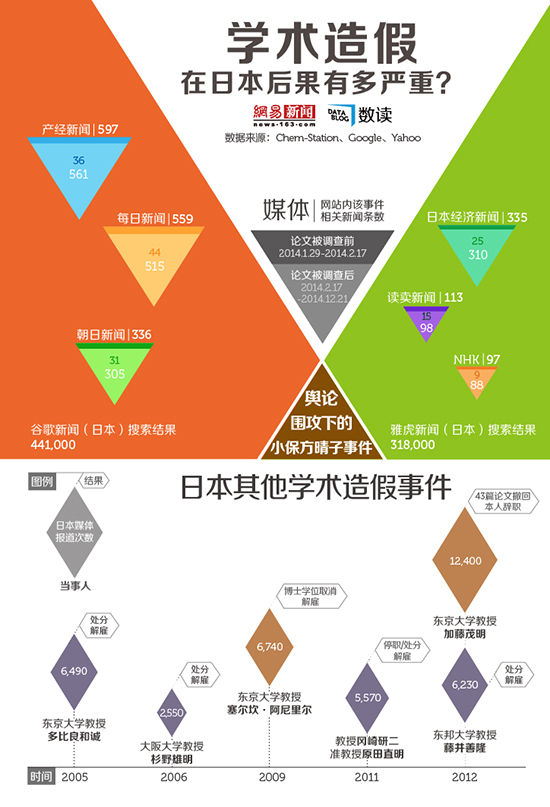 学术造假
在日本后果有多严重?
網易新闻
news·163·com
DATA
BLOG
数读
数据来源：Chem-Station、Google、Yahoo
产经新闻|597
36
561
每日新闻|559
44
515
朝日新闻|336
31
305
谷歌新闻（日本）搜索结果
441,000
媒体
网站内该事件
相关新闻条数
论文被调查前
2014.1.29-2014.2.17
论文被调查后
2014.2.17
-2014.12.21
日本经济新闻|335
25
310
读卖新闻|113
15
98
NHK|97
9
88
雅虎新闻（日本）搜索结果
318,000
舆论
围攻下的
小保方晴子事件
日本其他学术造假事件
图例
结果
日本媒体
报道次数
当事人
处分
解雇
6,490
东京大学教授
多比良和诚
处分
解雇
2,550
大阪大学教授
杉野雄明
博士学位取消
解雇
6,740
东京大学教授
塞尔坎·阿尼里尔
停职/处分
解雇
5,570
教授冈崎研二
准教授原田直明
43篇论文撤回
本人辞职
12,400
东京大学教授
加藤茂明
处分
解雇
6,230
东邦大学教授
藤井善隆
时间
2005
2006
2009
2011
2012